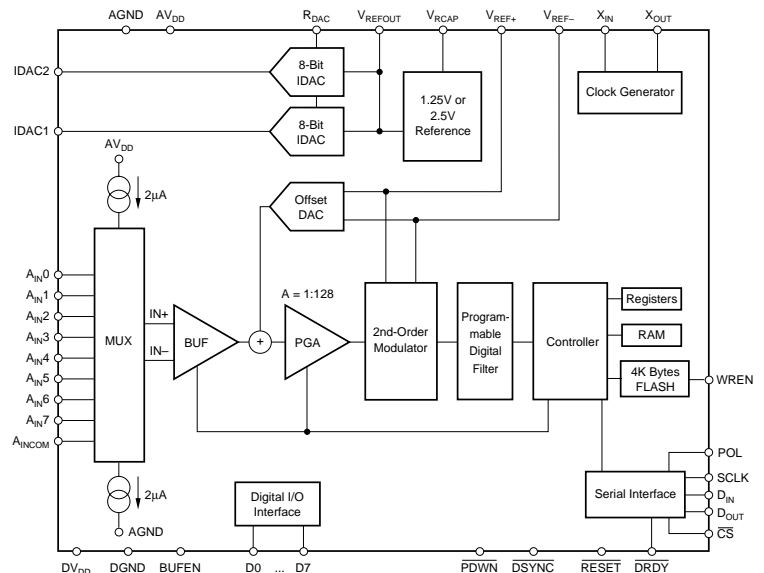 AGND AVDD RDAC VREFOUT VRCAP VREF+ VREF– XIN XOUT
IDAC2
8-Bit
IDAC
1.25V or
2.5V
Reference
Clock Generator
IDAC1
8-Bit
IDAC
AVDD
2µA
Offset
DAC
AIN0
AIN1
AIN2
AIN3
AIN4
AIN5
AIN6
AIN7
AINCOM
MUX
IN+
IN–
BUF
+
A = 1:128
PGA
2nd-Order
Modulator
Program-
mable
Digital
Filter
Controller
Registers
RAM
4K Bytes
FLASH
WREN
2µA
AGND
Digital I/O
Interface
Serial Interface
POL
SCLK
DIN
DOUT
CS
DVDD DGND BUFEN D0 ... D7 PDWN DSYNC RESET DRDY